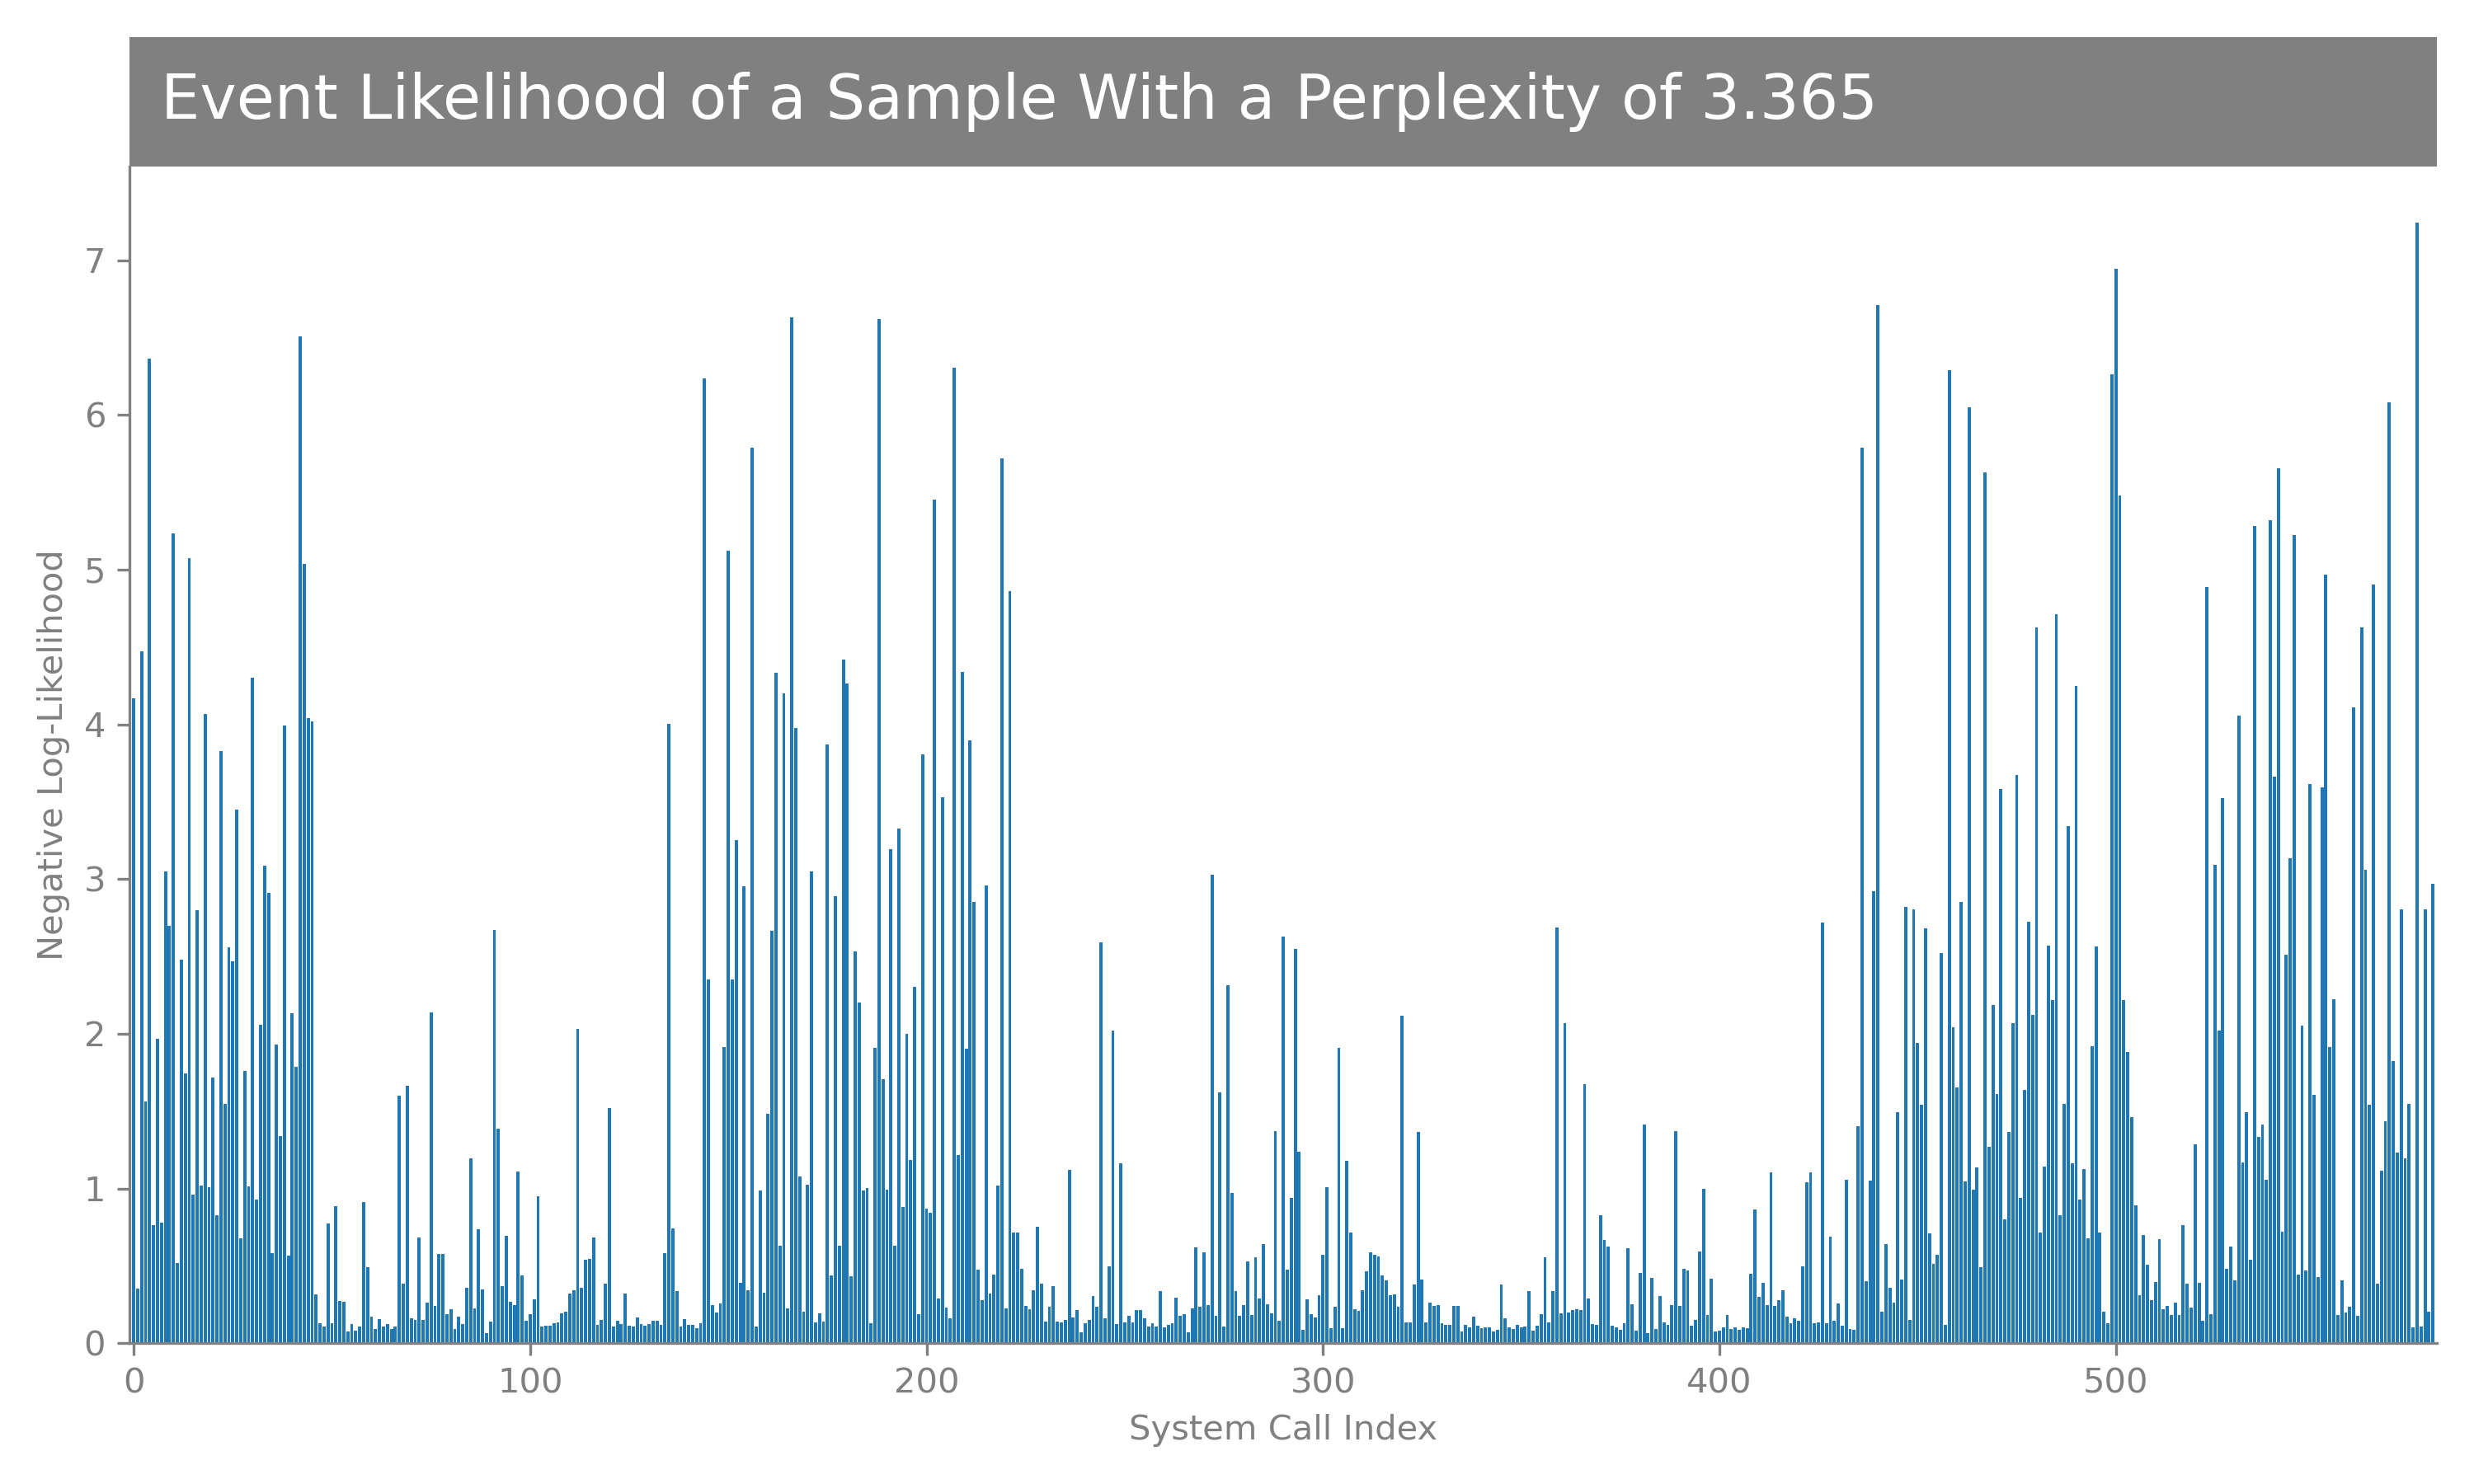 Event Likelihood of a Sample With a Perplexity of 3.365
Negative Log-Likelihood
7
6
5
4
3
2
1
0
0 100 200 300 400 500
System Call Index